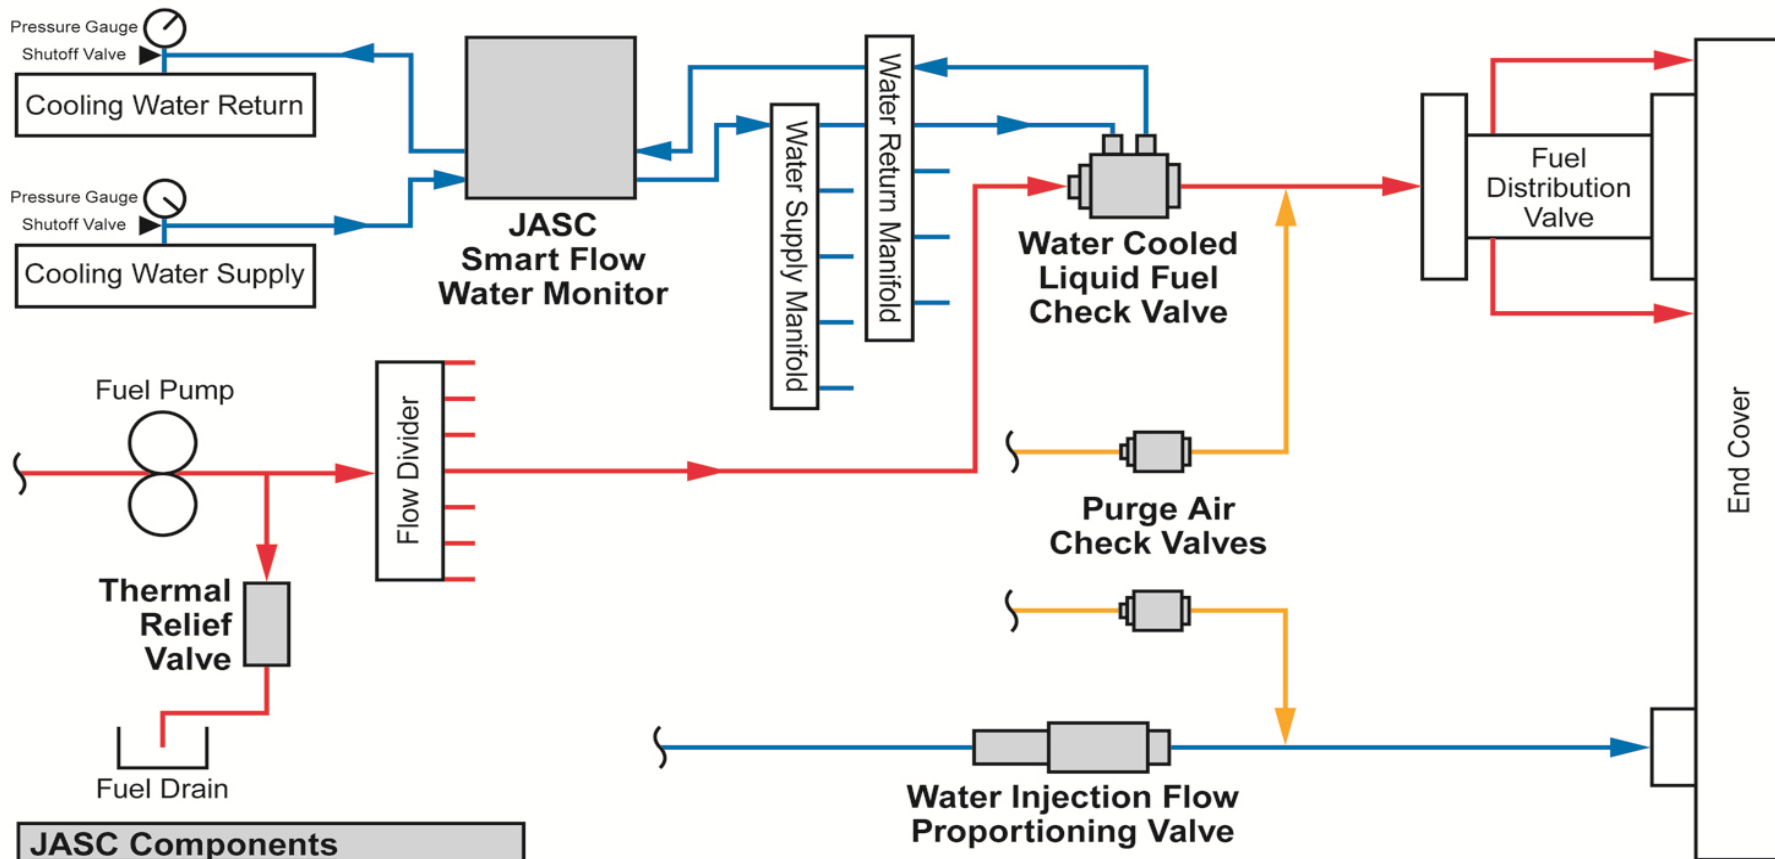 Pressure Gauge
Shutoff Valve
Cooling Water Return
Pressure Gauge
Shutoff Valve
Cooling Water Supply
JASC
Smart Flow
Water Monitor
Water Supply Manifold
Water Return Manifold
Water Cooled
Liquid Fuel
Check Valve
Fuel
Distribution
Valve
End Cover
Fuel Pump
Flow Divider
Thermal
Relief
Valve
Fuel Drain
Purge Air
Check Valves
Water Injection Flow
Proportioning Valve
JASC Components